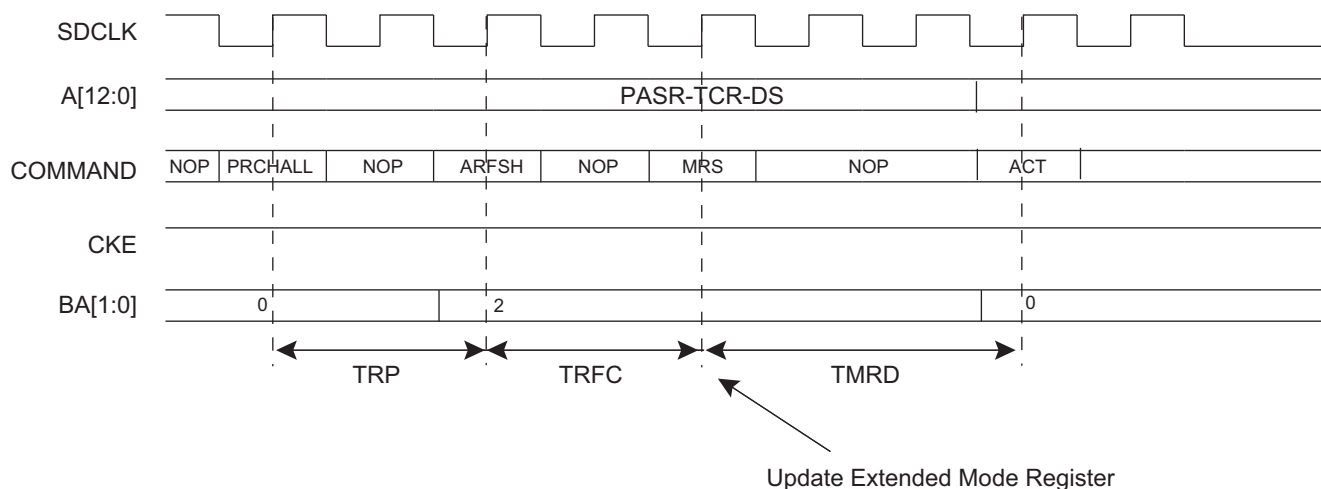 SDCLK
A[12:0] PASR-TCR-DS
COMMAND NOP PRCHALL NOP ARFSH NOP MRS NOP ACT
CKE
BA[1:0] 0 2 0
TRP TRFC TMRD
Update Extended Mode Register